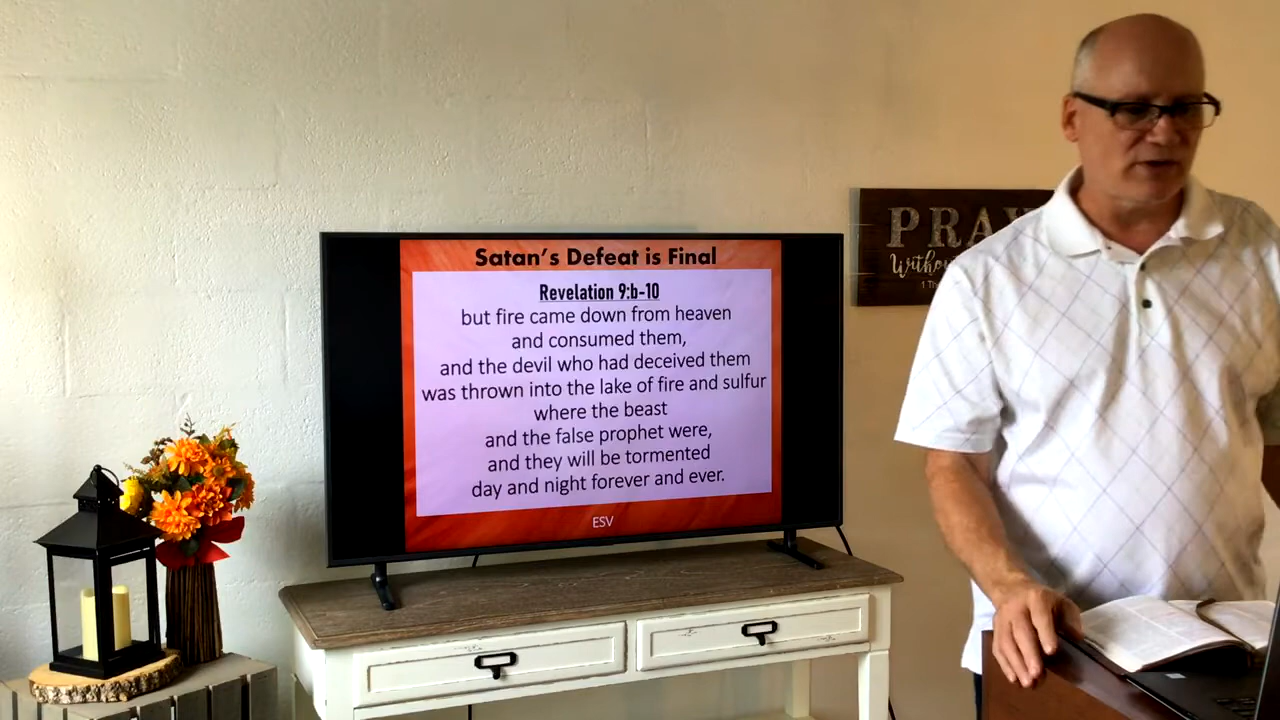 Satan's Defeat is Final
Revelation 9:b-10
but fire came down from heaven
and consumed them,
and the devil who had deceived them
was thrown into the lake of fire and sulfur
where the beast
and the false prophet were,
and they will be tormented
day and night forever and ever.
ESV
PRAY
1